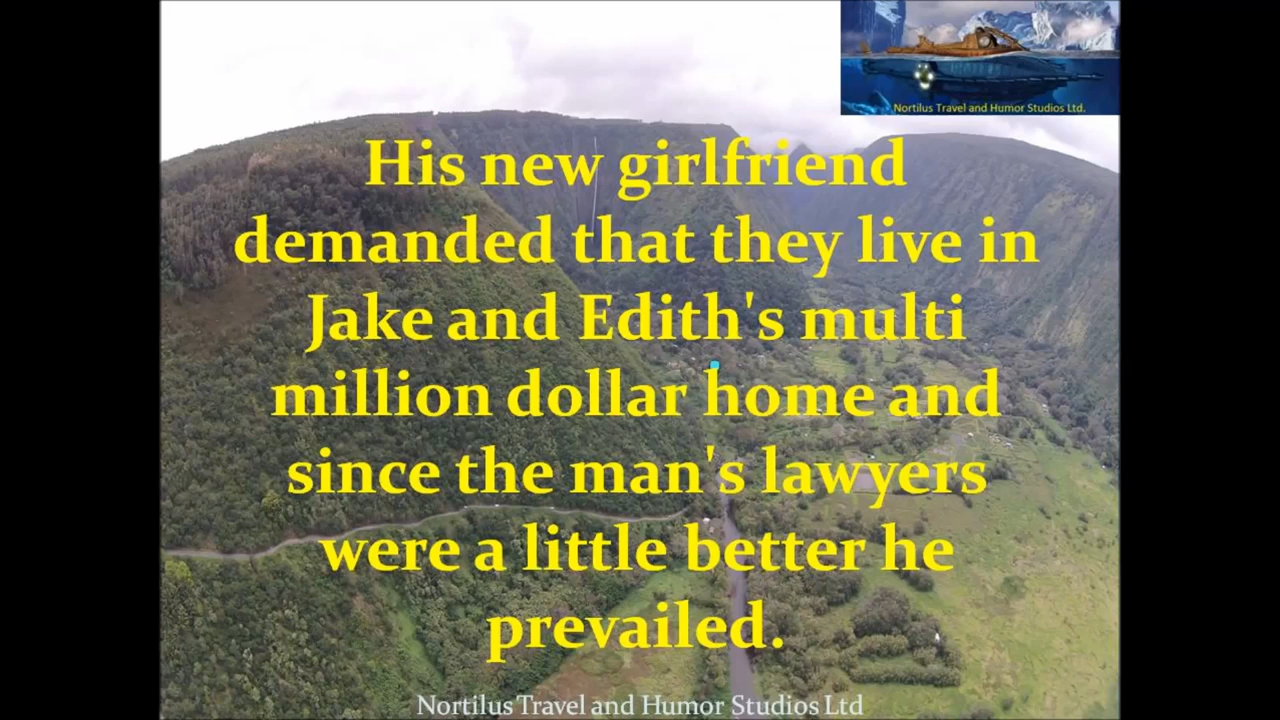 Nortilus Travel and Humor Studios Ltd.
His new girlfriend
demanded that they live in
Jake and Edith's multi
million dollar home and
since the man's lawyers
were a little better he
prevailed.
Nortilus Travel and Humor Studios Ltd